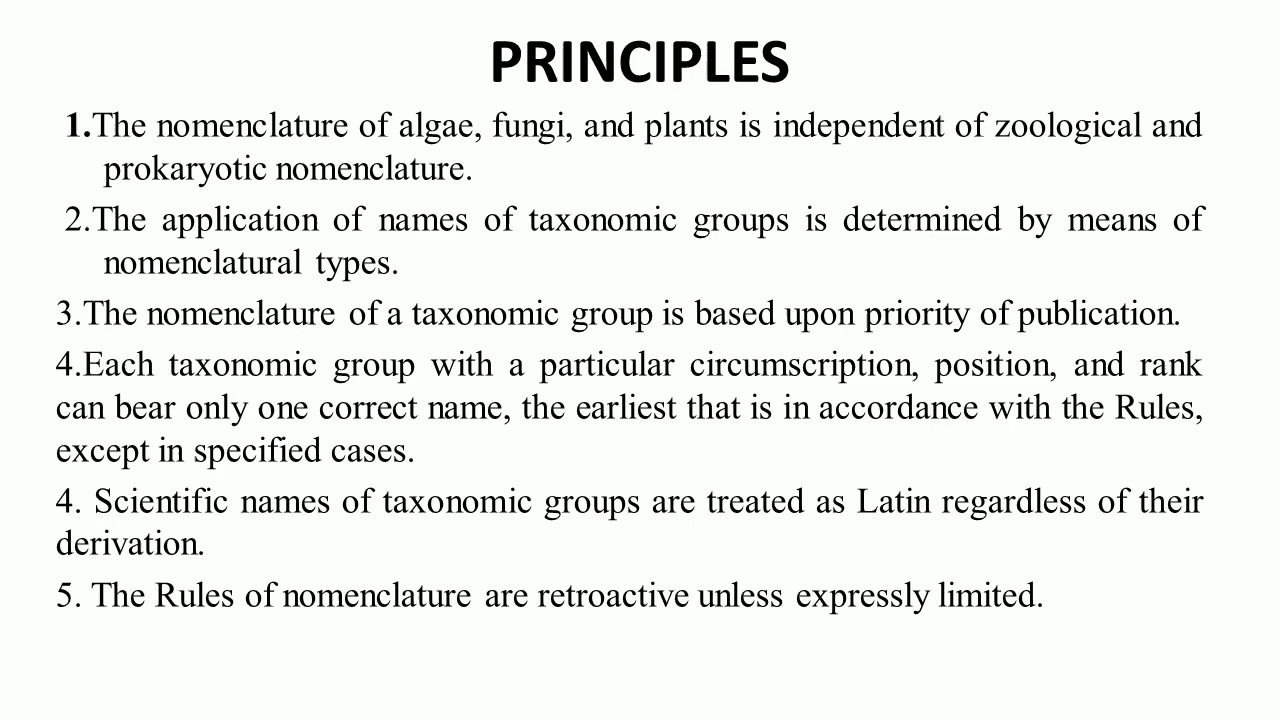 PRINCIPLES
1.The nomenclature of algae, fungi, and plants is independent of zoological and
prokaryotic nomenclature.
2.The application of names of taxonomic groups is determined by means of
nomenclatural types.
3.The nomenclature of a taxonomic group is based upon priority of publication.
4.Each taxonomic group with a particular circumscription, position, and rank
can bear only one correct name, the earliest that is in accordance with the Rules,
except in specified cases.
4. Scientific names of taxonomic groups are treated as Latin regardless of their
derivation.
5. The Rules of nomenclature are retroactive unless expressly limited.